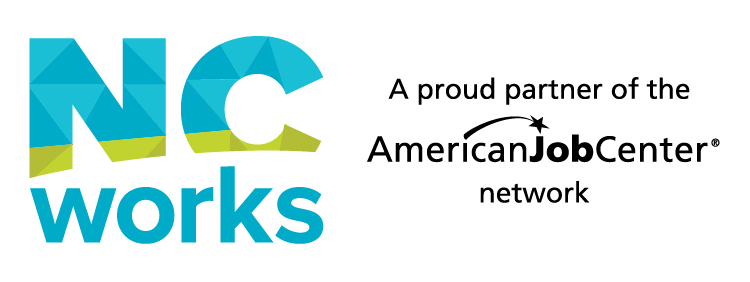 NC
works
A proud partner of the
AmericanJobCenter®
network